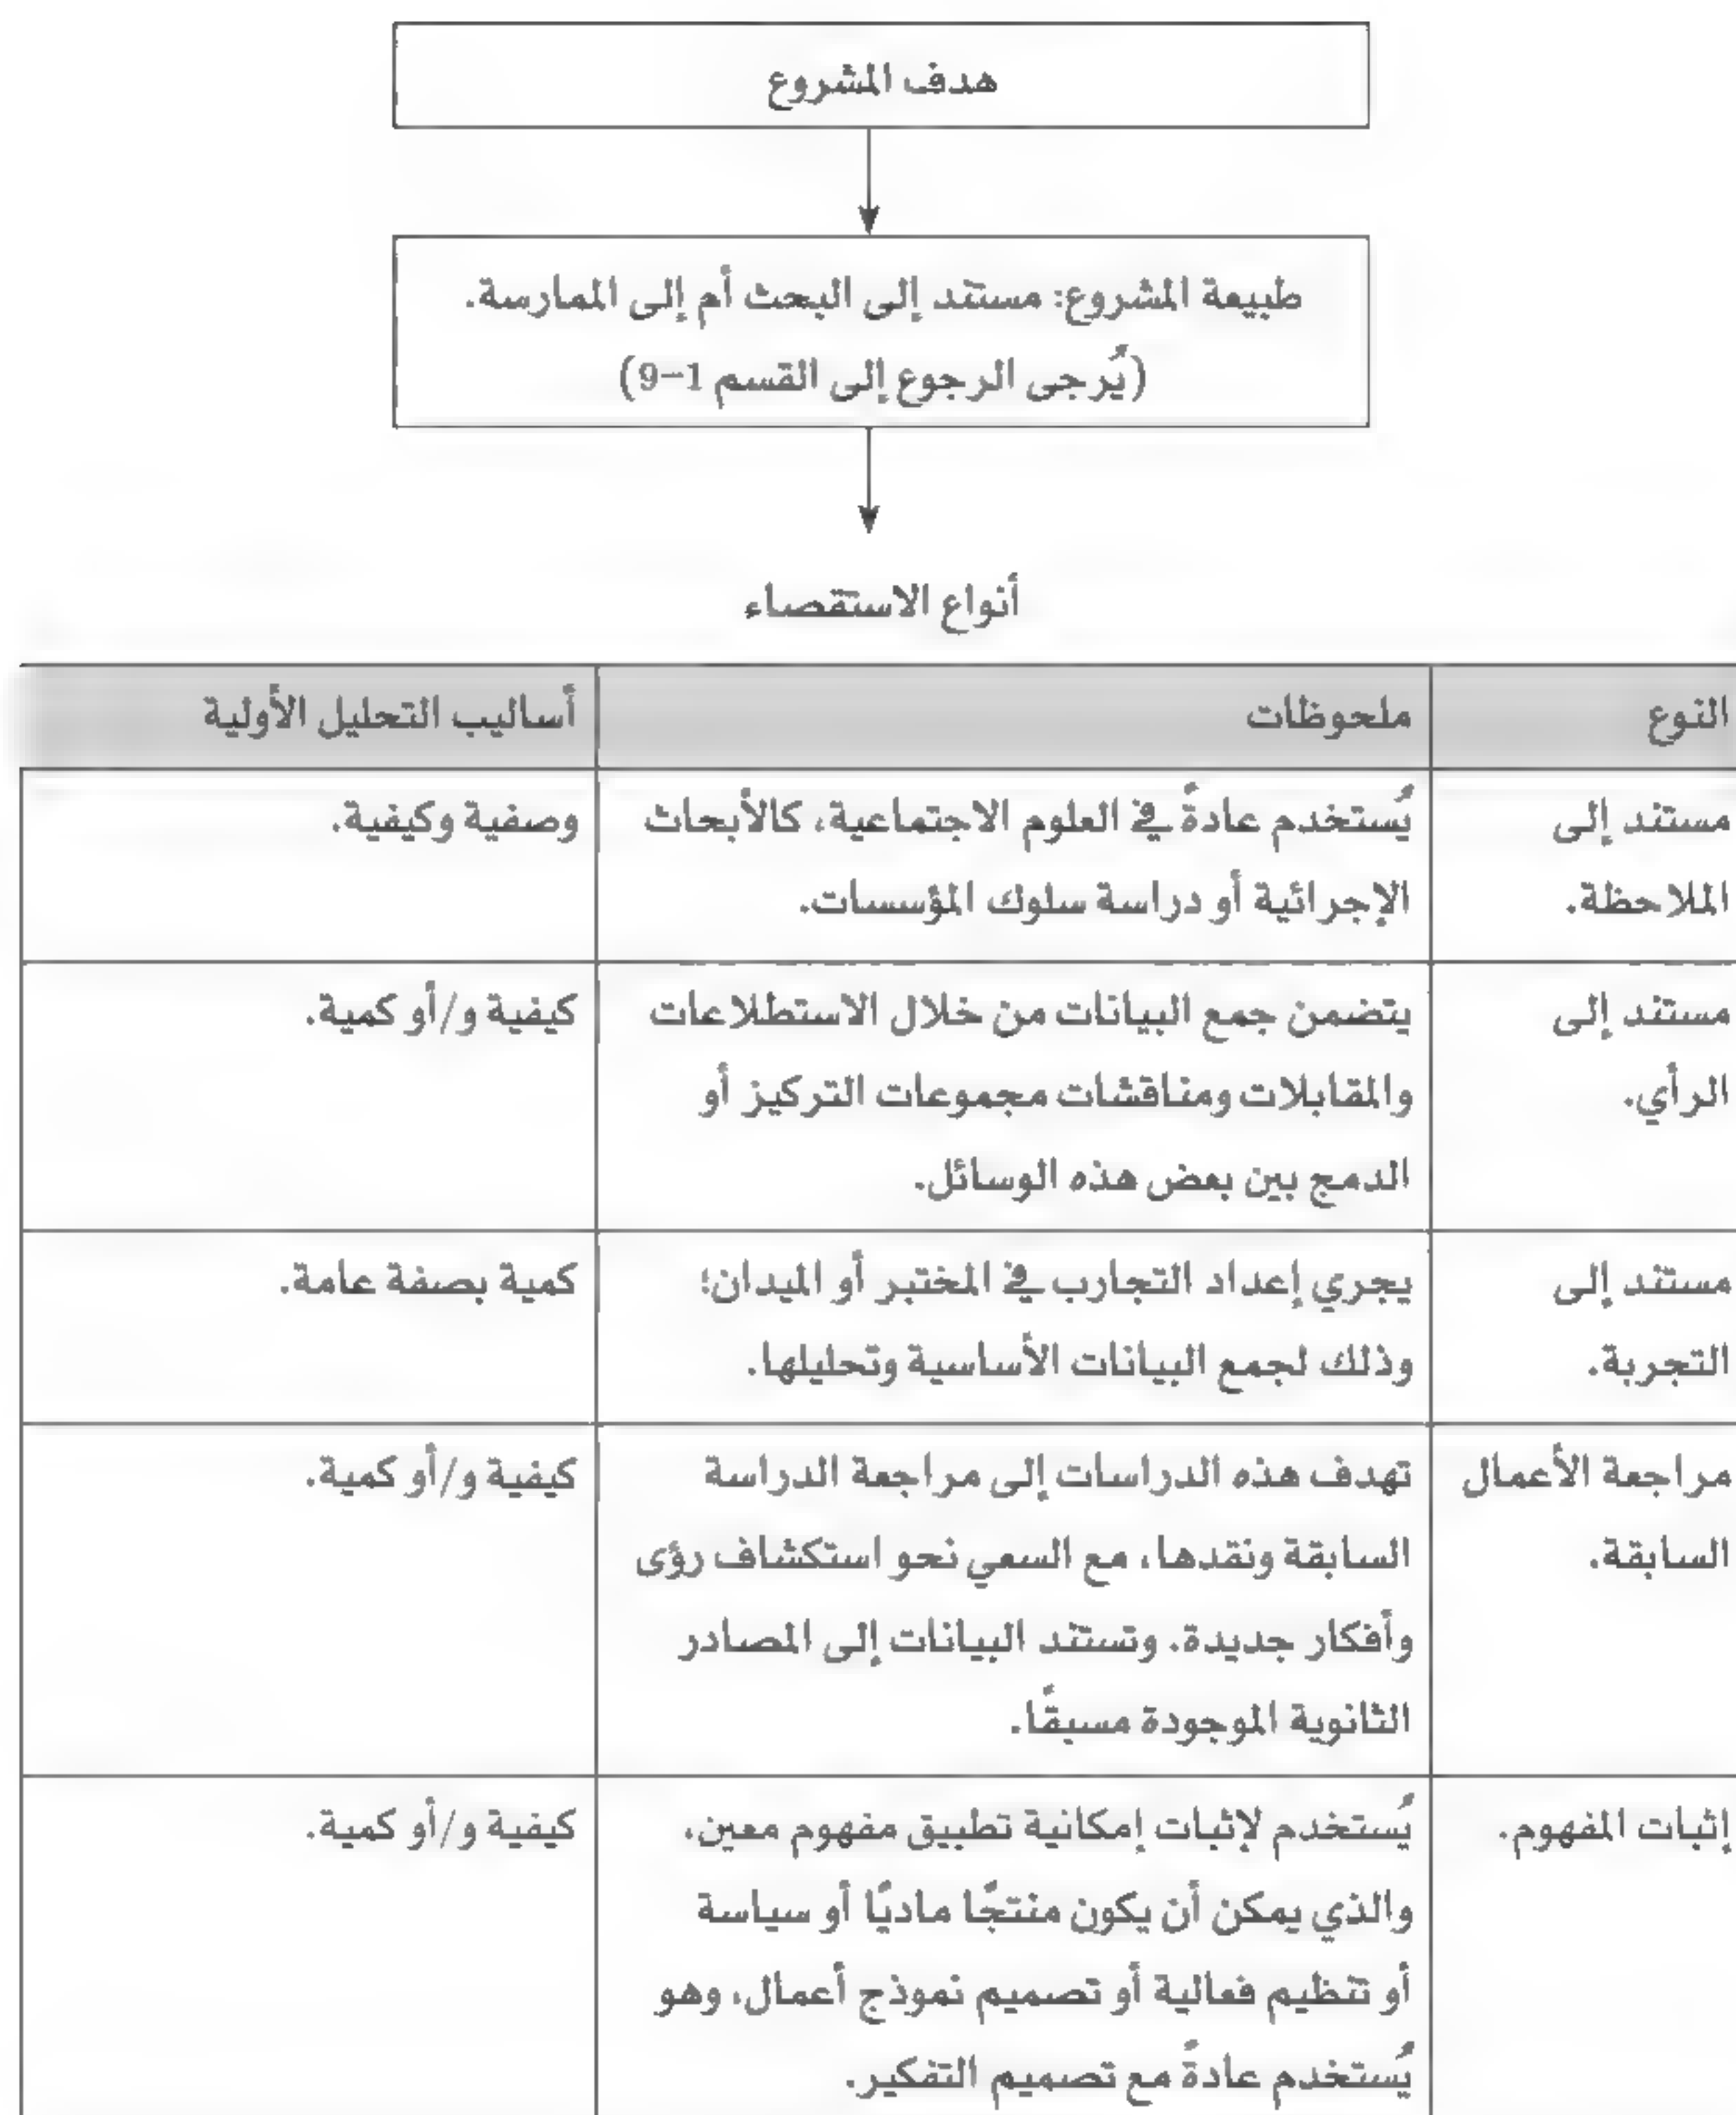 هدف المشروع
طبيعة المشروع: مستند إلى البحث أم إلى الممارسة.
(يُرجى الرجوع إلى القسم 1-9)
أنواع الاستقصاء
النوع
ملحوظات
أساليب التحليل الأولية
مستند إلى
الملاحظة.
يُستخدم عادةً في العلوم الاجتماعية، كالأبحاث
الإجرائية أو دراسة سلوك المؤسسات.
وصفية وكيفية.
مستند إلى
الرأي.
يتضمن جمع البيانات من خلال الاستطلاعات
والمقابلات ومناقشات مجموعات التركيز أو
الدمج بين بعض هذه الوسائل.
كيفية و/أو كمية.
مستند إلى
التجربة.
يجري إعداد التجارب في المختبر أو الميدان؛
وذلك لجمع البيانات الأساسية وتحليلها.
كمية بصفة عامة.
مراجعة الأعمال
السابقة.
تهدف هذه الدراسات إلى مراجعة الدراسة
السابقة ونقدها، مع السعي نحو استكشاف رؤى
وأفكار جديدة. وتستند البيانات إلى المصادر
الثانوية الموجودة مسبقًا.
كيفية و/أو كمية.
إثبات المفهوم.
يُستخدم لإثبات إمكانية تطبيق مفهوم معين،
والذي يمكن أن يكون منتجًا ماديًا أو سياسة
أو تنظيم فعالية أو تصميم نموذج أعمال، وهو
يُستخدم عادةً مع تصميم التفكير.
كيفية و/أو كمية.